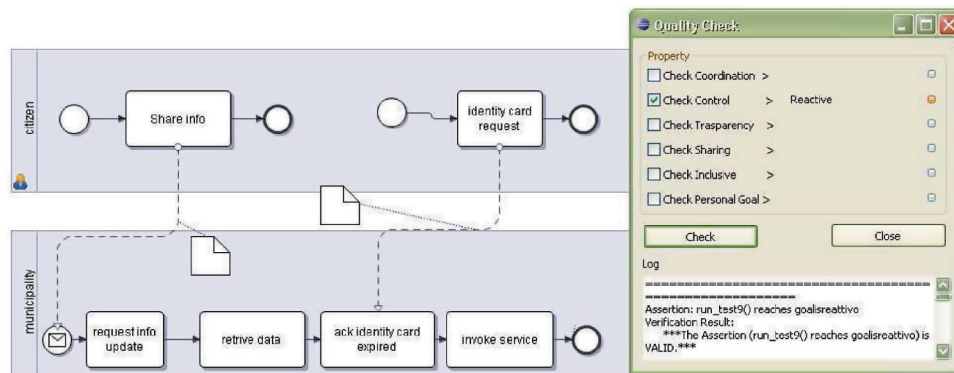 citizen
Share info
identity card
request
municipality
request info
update
retrive data
ack identity card
expired
invoke service
Quality Check
Property
Check Coordination >
Check Control > Reactive
Check Trasparency >
Check Sharing >
Check Inclusive >
Check Personal Goal >
Check
Close
Log
====================================
===================
Assertion: run_test9() reaches goalisreattivo
Verification Result:
***The Assertion (run_test9() reaches goalisreattivo) is
VALID.***